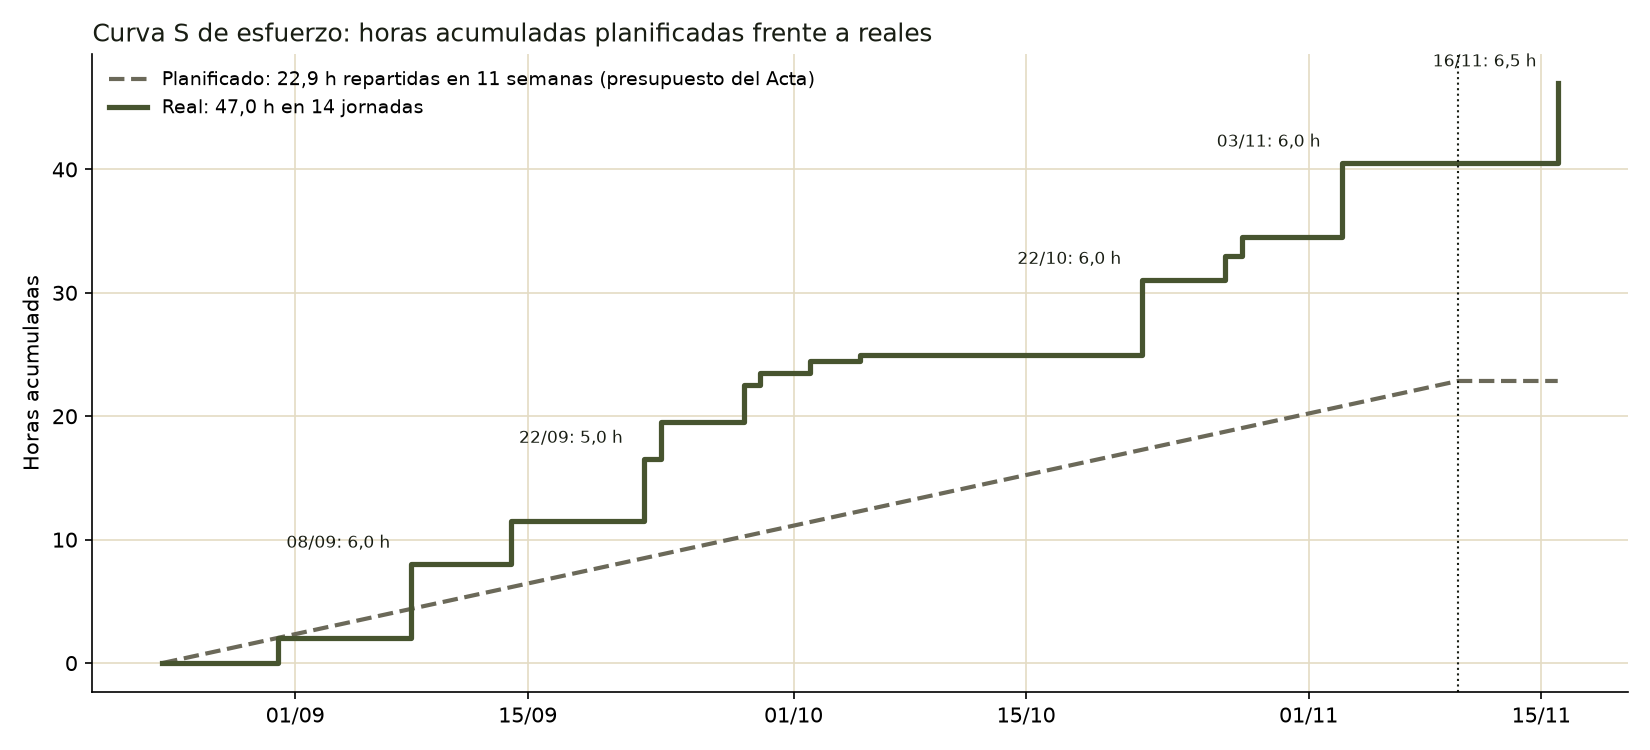 Curva S de esfuerzo: horas acumuladas planificadas frente a reales
Planificado: 22,9 h repartidas en 11 semanas (presupuesto del Acta)
Real: 47,0 h en 14 jornadas
16/11: 6,5 h
03/11: 6,0 h
22/10: 6,0 h
22/09: 5,0 h
08/09: 6,0 h
Horas acumuladas
40
30
20
10
0
01/09
15/09
01/10
15/10
01/11
15/11